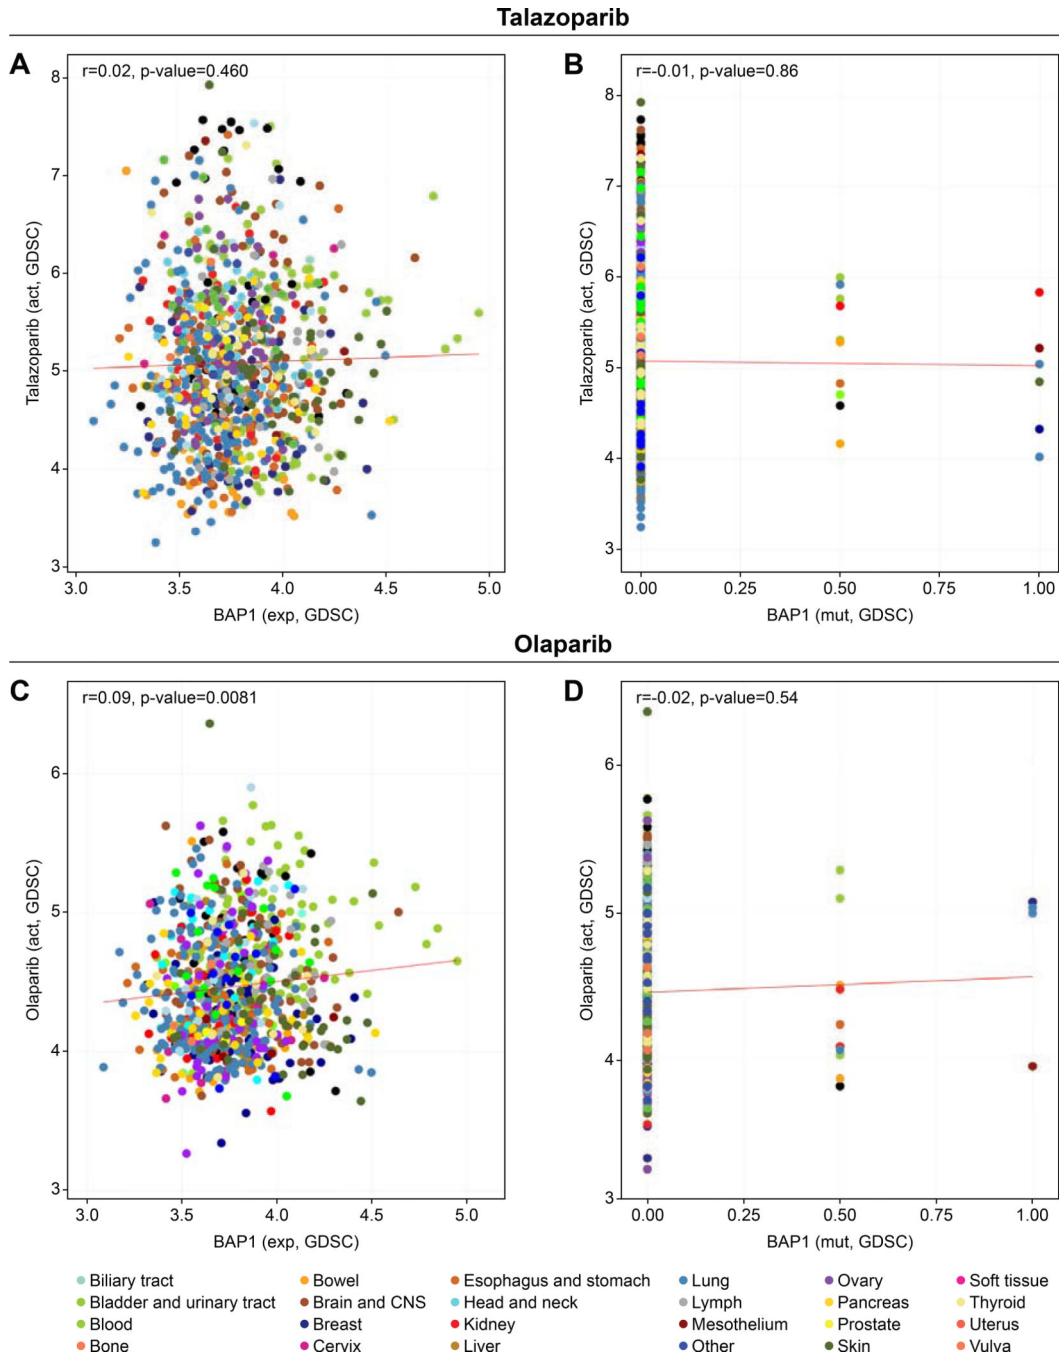 Talazoparib
A
r=0.02, p-value=0.460
8
7
6
5
4
3
Talazoparib (act, GDSC)
3.0 3.5 4.0 4.5 5.0
BAP1 (exp, GDSC)
B
r=-0.01, p-value=0.86
8
7
6
5
4
3
Talazoparib (act, GDSC)
0.00 0.25 0.50 0.75 1.00
BAP1 (mut, GDSC)
Olaparib
C
r=0.09, p-value=0.0081
6
5
4
3
Olaparib (act, GDSC)
3.0 3.5 4.0 4.5 5.0
BAP1 (exp, GDSC)
D
r=-0.02, p-value=0.54
6
5
4
3
Olaparib (act, GDSC)
0.00 0.25 0.50 0.75 1.00
BAP1 (mut, GDSC)
Biliary tract Bowel Esophagus and stomach Lung Ovary Soft tissue
Bladder and urinary tract Brain and CNS Head and neck Lymph Pancreas Thyroid
Blood Breast Kidney Mesothelium Prostate Uterus
Bone Cervix Liver Other Skin Vulva